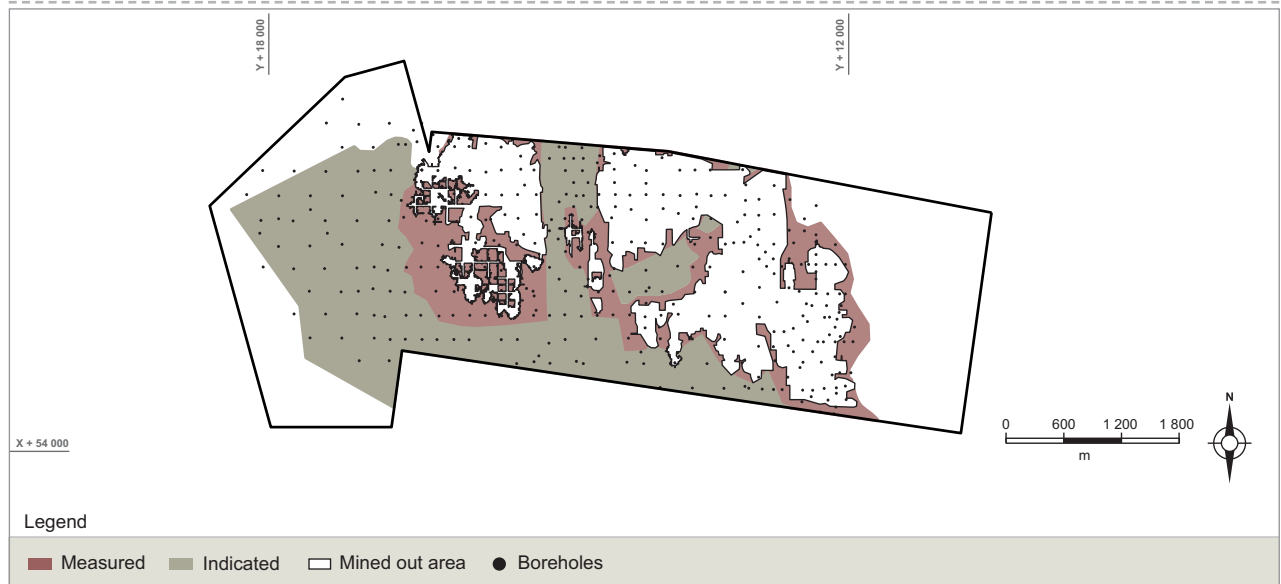 Y + 18 000
Y + 12 000
N
0 600 1 200 1 800
m
X + 54 000
Legend
Measured Indicated Mined out area Boreholes